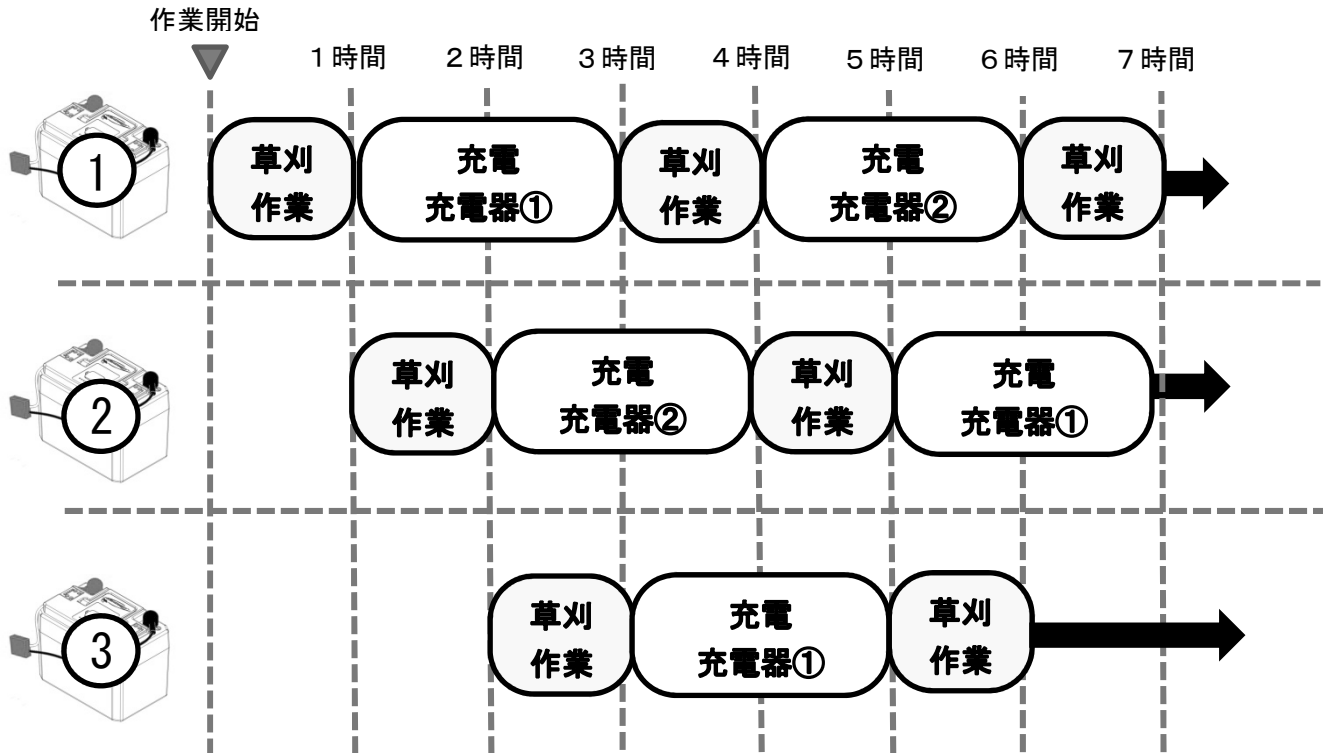 作業開始
1時間 2時間 3時間 4時間 5時間 6時間 7時間
1
草刈
作業
充電
充電器①
草刈
作業
充電
充電器②
草刈
作業
2
草刈
作業
充電
充電器②
草刈
作業
充電
充電器①
3
草刈
作業
充電
充電器①
草刈
作業